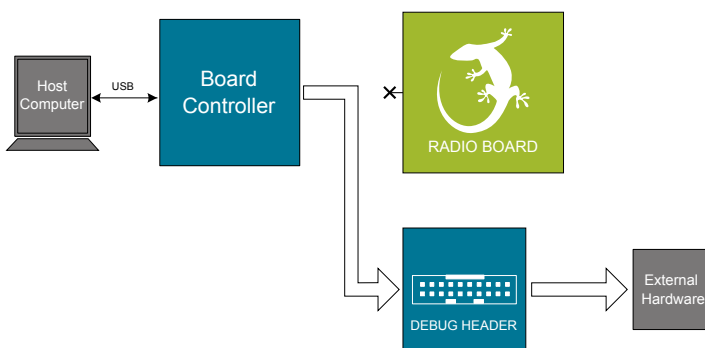 Host
Computer
USB
Board
Controller
RADIO BOARD
DEBUG HEADER
External
Hardware